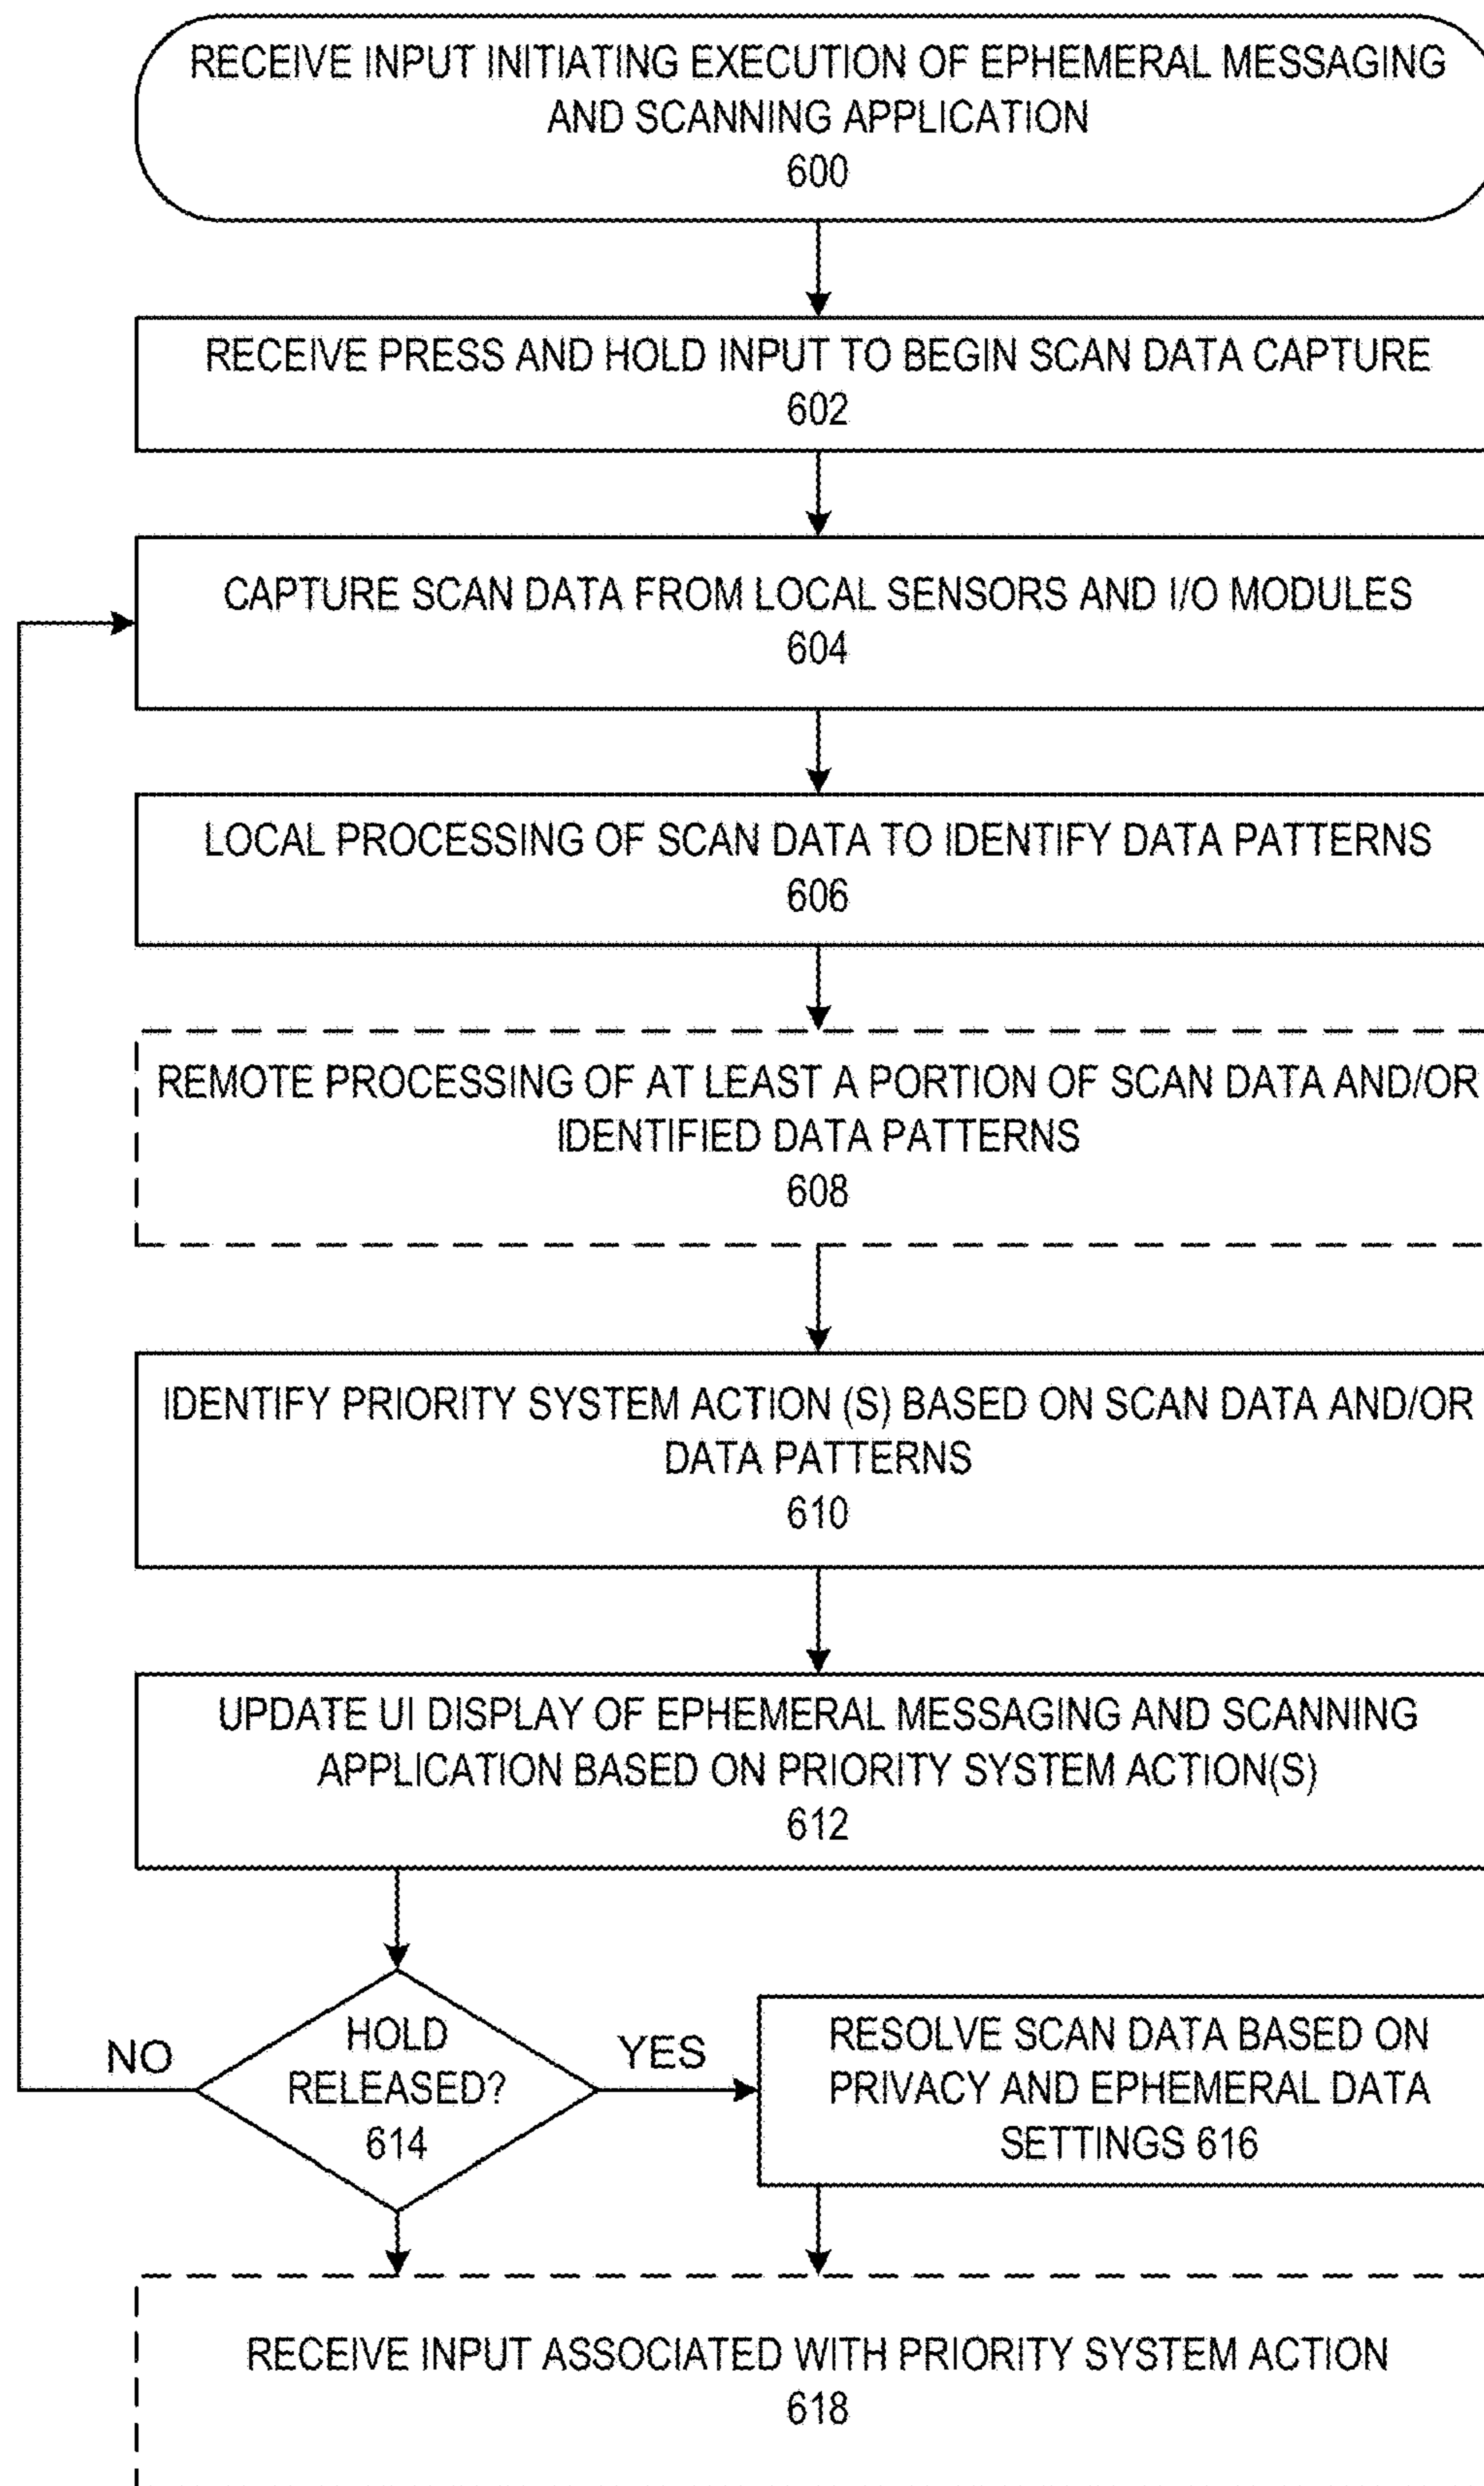 RECEIVE INPUT INITIATING EXECUTION OF EPHEMERAL MESSAGING
AND SCANNING APPLICATION
600
RECEIVE PRESS AND HOLD INPUT TO BEGIN SCAN DATA CAPTURE
602
CAPTURE SCAN DATA FROM LOCAL SENSORS AND I/O MODULES
604
LOCAL PROCESSING OF SCAN DATA TO IDENTIFY DATA PATTERNS
606
REMOTE PROCESSING OF AT LEAST A PORTION OF SCAN DATA AND/OR
IDENTIFIED DATA PATTERNS
608
IDENTIFY PRIORITY SYSTEM ACTION (S) BASED ON SCAN DATA AND/OR
DATA PATTERNS
610
UPDATE UI DISPLAY OF EPHEMERAL MESSAGING AND SCANNING
APPLICATION BASED ON PRIORITY SYSTEM ACTION(S)
612
NO
HOLD
RELEASED?
614
YES
RESOLVE SCAN DATA BASED ON
PRIVACY AND EPHEMERAL DATA
SETTINGS 616
RECEIVE INPUT ASSOCIATED WITH PRIORITY SYSTEM ACTION
618